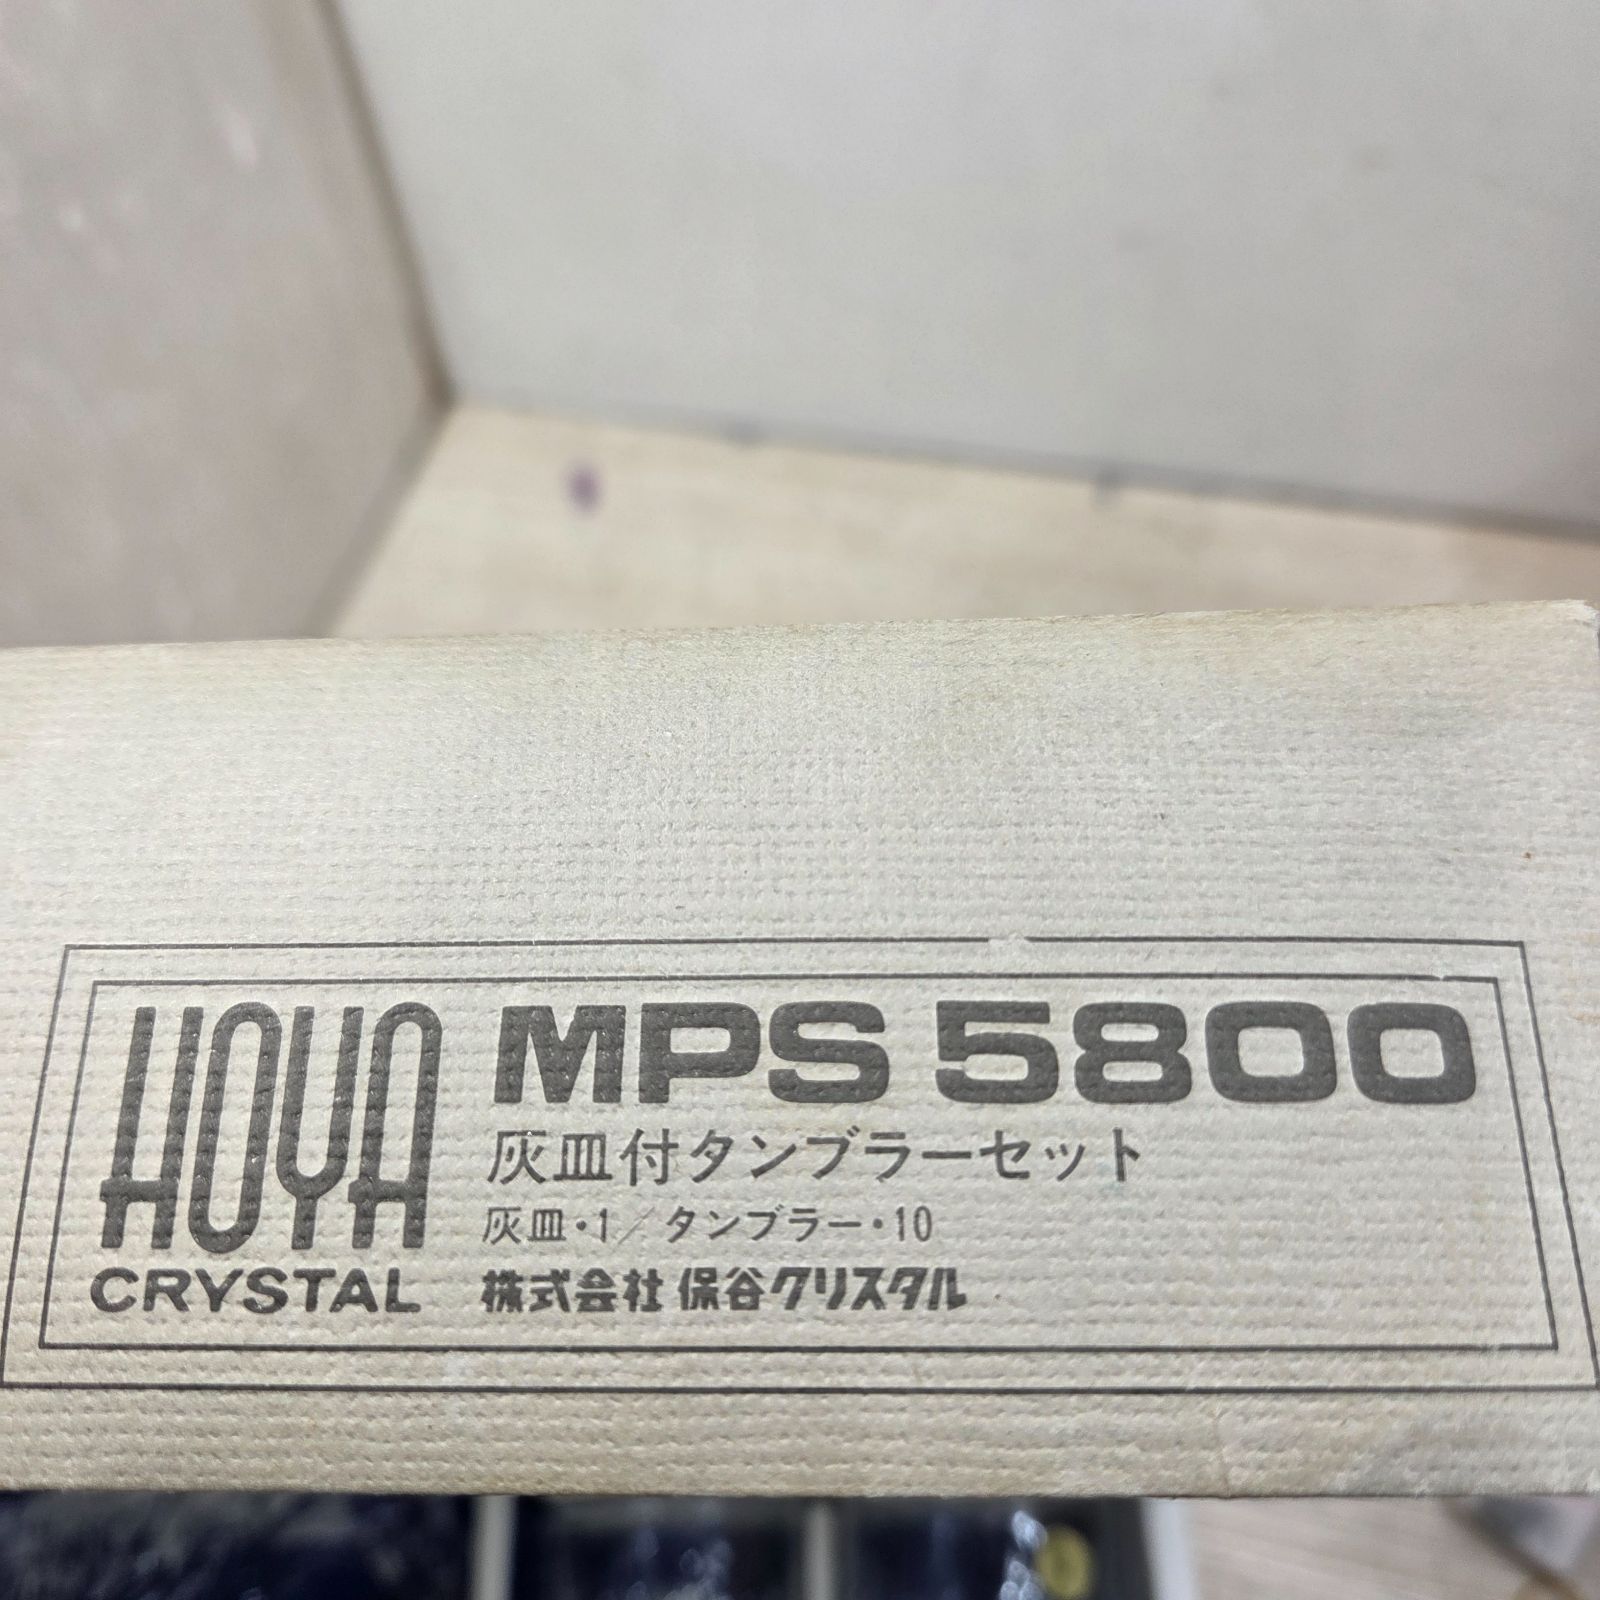 HOYA
CRYSTAL
MPS 5800
灰皿付タンブラーセット
灰皿・1／タンブラー・10
株式会社 保谷クリスタル